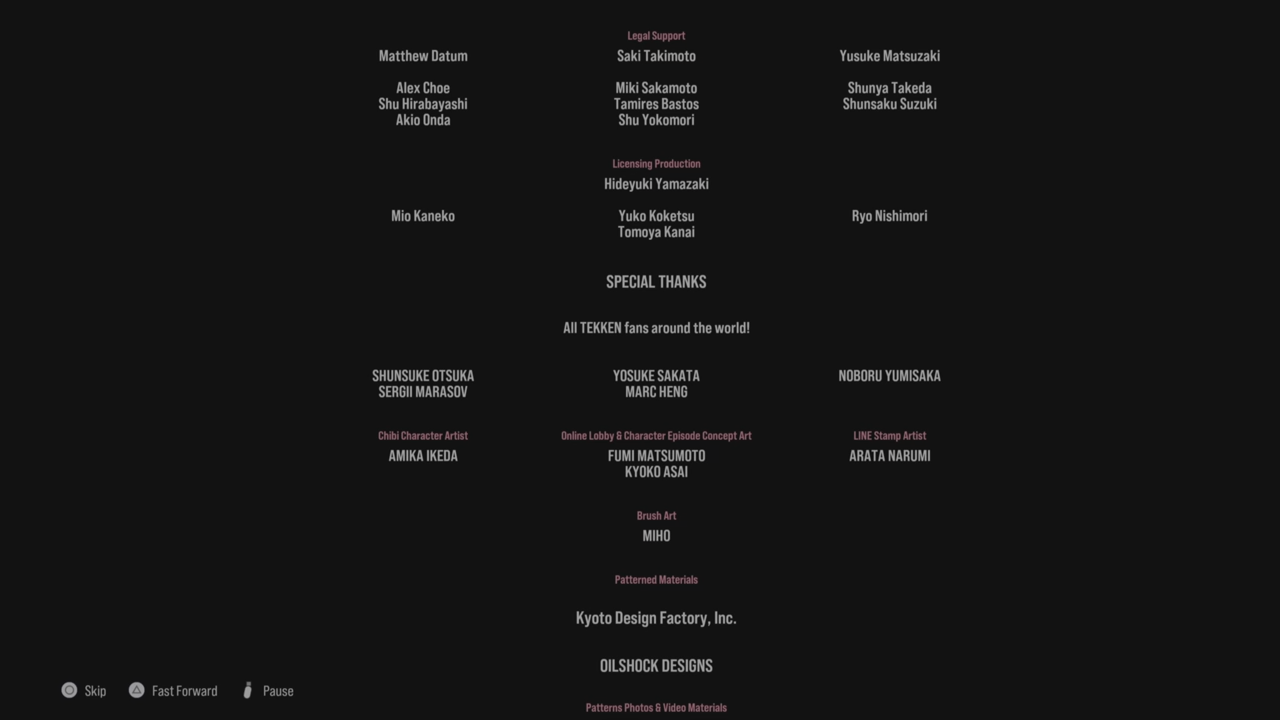 Legal Support
Matthew Datum Saki Takimoto Yusuke Matsuzaki
Alex Choe Miki Sakamoto Shunya Takeda
Shu Hirabayashi Tamires Bastos Shunsaku Suzuki
Akio Onda Shu Yokomori
Licensing Production
Hideyuki Yamazaki
Mio Kaneko Yuko Koketsu Ryo Nishimori
Tomoya Kanai
SPECIAL THANKS
All TEKKEN fans around the world!
SHUNSUKE OTSUKA YOSUKE SAKATA NOBORU YUMISAKA
SERGII MARASOV MARC HENG
Chibi Character Artist Online Lobby & Character Episode Concept Art LINE Stamp Artist
AMIKA IKEDA FUMI MATSUMOTO ARATA NARUMI
KYOKO ASAI
Brush Art
MIHO
Patterned Materials
Kyoto Design Factory, Inc.
OILSHOCK DESIGNS
Skip Fast Forward Pause
Patterns Photos & Video Materials